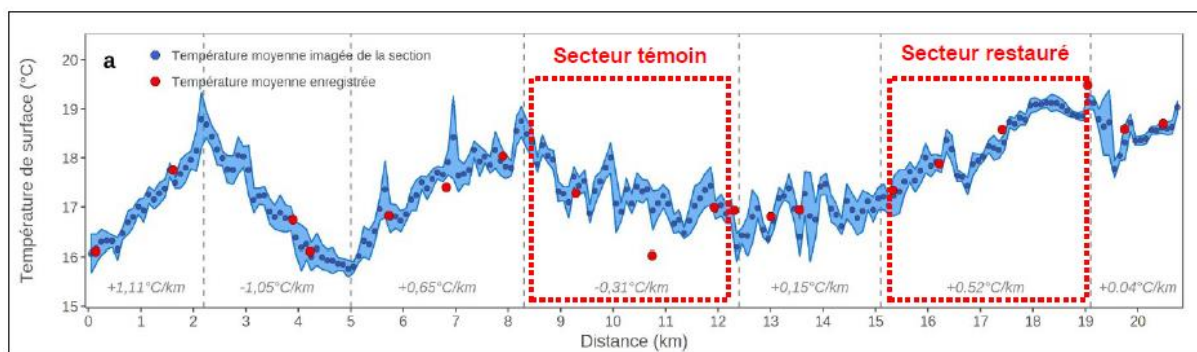 20
19
18
17
16
15
Température de surface (°C)
a
Température moyenne imagée de la section
Température moyenne enregistrée
Secteur témoin
Secteur restauré
+1,11°C/km
-1,05°C/km
+0,65°C/km
-0,31°C/km
+0,15°C/km
+0.52°C/km
+0.04°C/km
0 1 2 3 4 5 6 7 8 9 10 11 12 13 14 15 16 17 18 19 20
Distance (km)